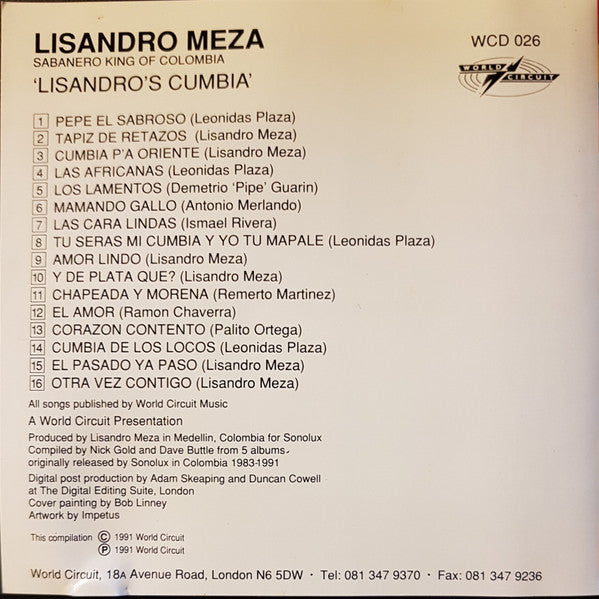 LISANDRO MEZA
SABANERO KING OF COLOMBIA
'LISANDRO'S CUMBIA'
WCD 026
WORLD CIRCUIT
1 PEPE EL SABROSO (Leonidas Plaza)
2 TAPIZ DE RETAZOS (Lisandro Meza)
3 CUMBIA P'A ORIENTE (Lisandro Meza)
4 LAS AFRICANAS (Leonidas Plaza)
5 LOS LAMENTOS (Demetrio 'Pipe' Guarin)
6 MAMANDO GALLO (Antonio Merlando)
7 LAS CARA LINDAS (Ismael Rivera)
8 TU SERAS MI CUMBIA Y YO TU MAPALE (Leonidas Plaza)
9 AMOR LINDO (Lisandro Meza)
10 Y DE PLATA QUE? (Lisandro Meza)
11 CHAPEADA Y MORENA (Remerto Martinez)
12 EL AMOR (Ramon Chaverra)
13 CORAZON CONTENTO (Palito Ortega)
14 CUMBIA DE LOS LOCOS (Leonidas Plaza)
15 EL PASADO YA PASO (Lisandro Meza)
16 OTRA VEZ CONTIGO (Lisandro Meza)
All songs published by World Circuit Music
A World Circuit Presentation
Produced by Lisandro Meza in Medellin, Colombia for Sonolux
Compiled by Nick Gold and Dave Buttle from 5 albums
originally released by Sonolux in Colombia 1983-1991
Digital post production by Adam Skeaping and Duncan Cowell
at The Digital Editing Suite, London
Cover painting by Bob Linney
Artwork by Impetus
This compilation © 1991 World Circuit
℗ 1991 World Circuit
World Circuit, 18A Avenue Road, London N6 5DW · Tel: 081 347 9370 · Fax: 081 347 9236